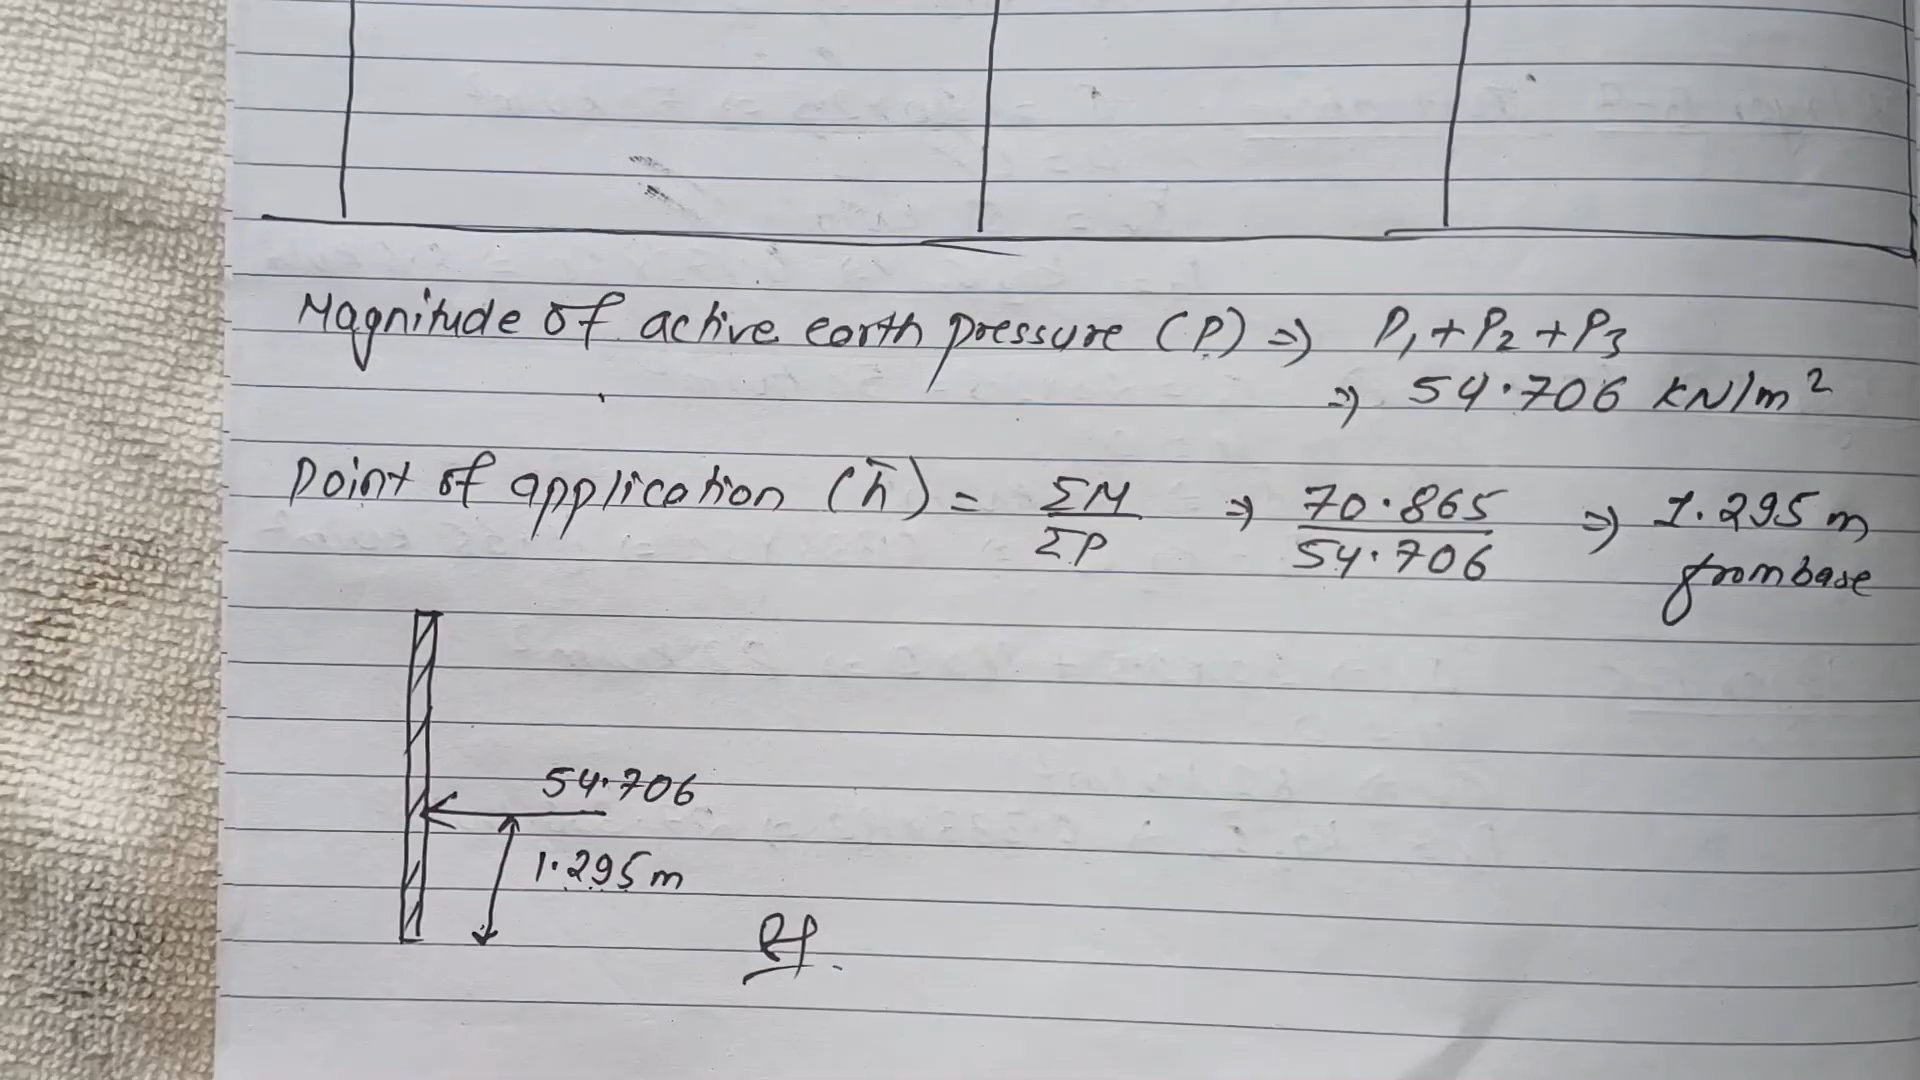 Magnitude of active earth pressure (P) ⇒ P₁ + P₂ + P₃
⇒ 54.706 KN/m²
Point of application (h̄) = ΣM/ΣP ⇒ 70.865/54.706 ⇒ 1.295 m
from base
54.706
1.295 m